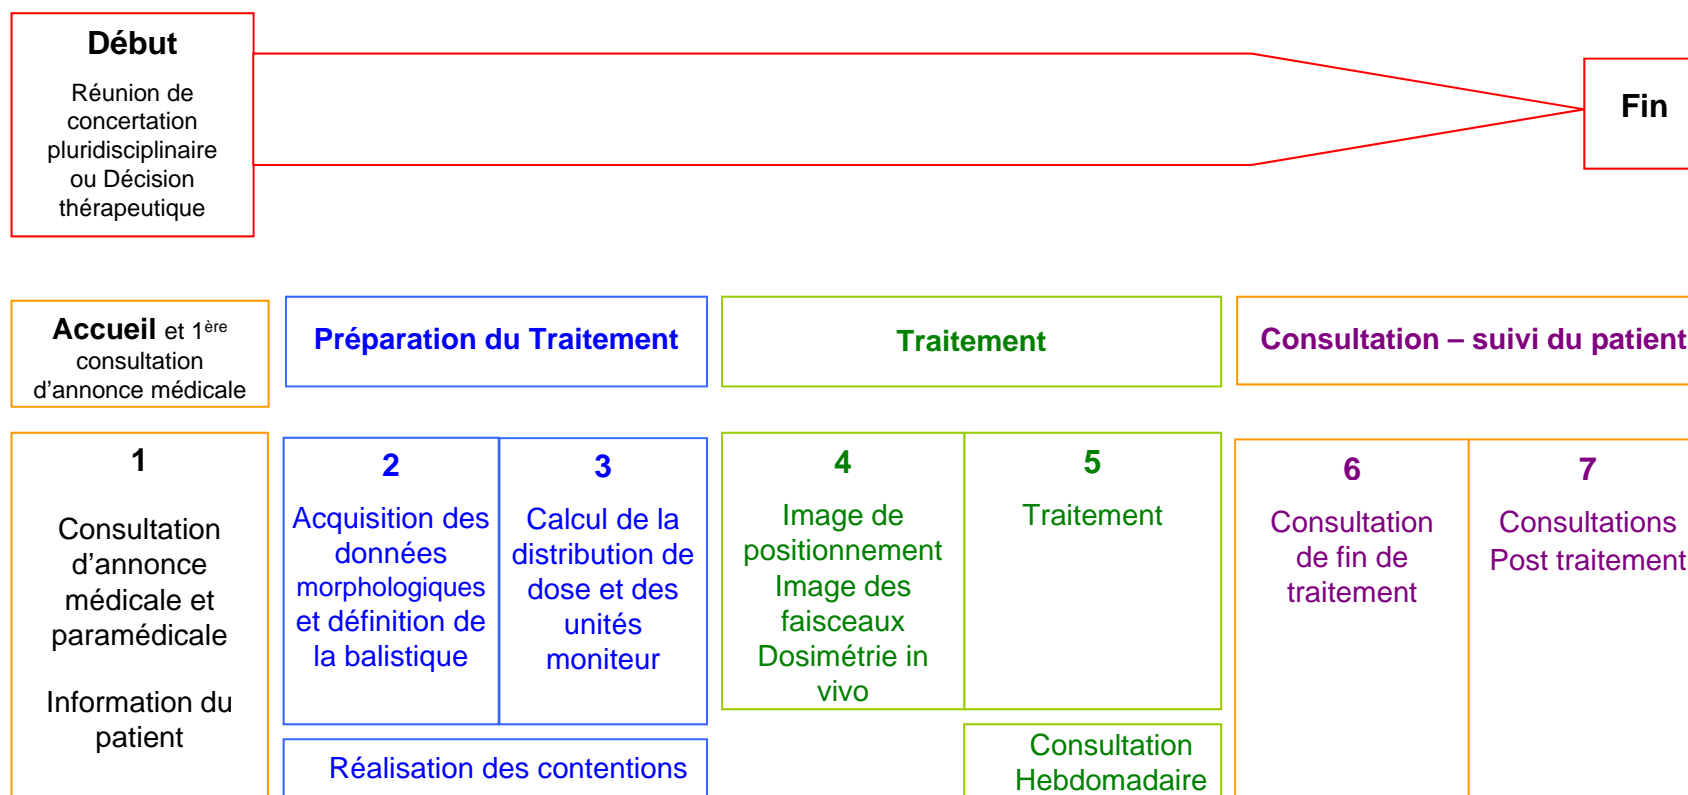 Début
Réunion de
concertation
pluridisciplinaire
ou Décision
thérapeutique
Fin
Accueil et 1ère
consultation
d'annonce médicale
Préparation du Traitement
Traitement
Consultation – suivi du patient
1
Consultation
d'annonce
médicale et
paramédicale
Information du
patient
2
Acquisition des
données
morphologiques
et définition de
la balistique
3
Calcul de la
distribution de
dose et des
unités
moniteur
Réalisation des contentions
4
Image de
positionnement
Image des
faisceaux
Dosimétrie in
vivo
5
Traitement
Consultation
Hebdomadaire
6
Consultation
de fin de
traitement
7
Consultations
Post traitement